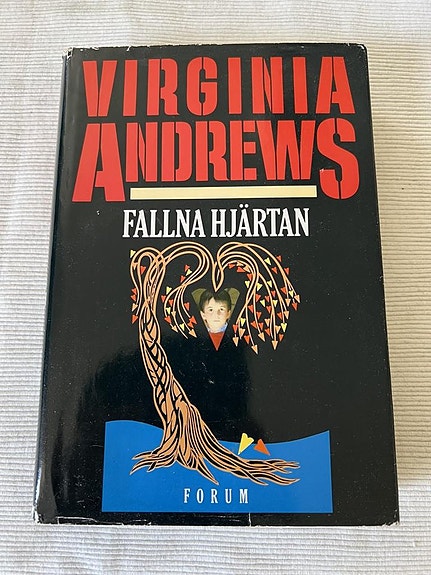 VIRGINIA
ANDREWS
FALLNA HJÄRTAN
FORUM